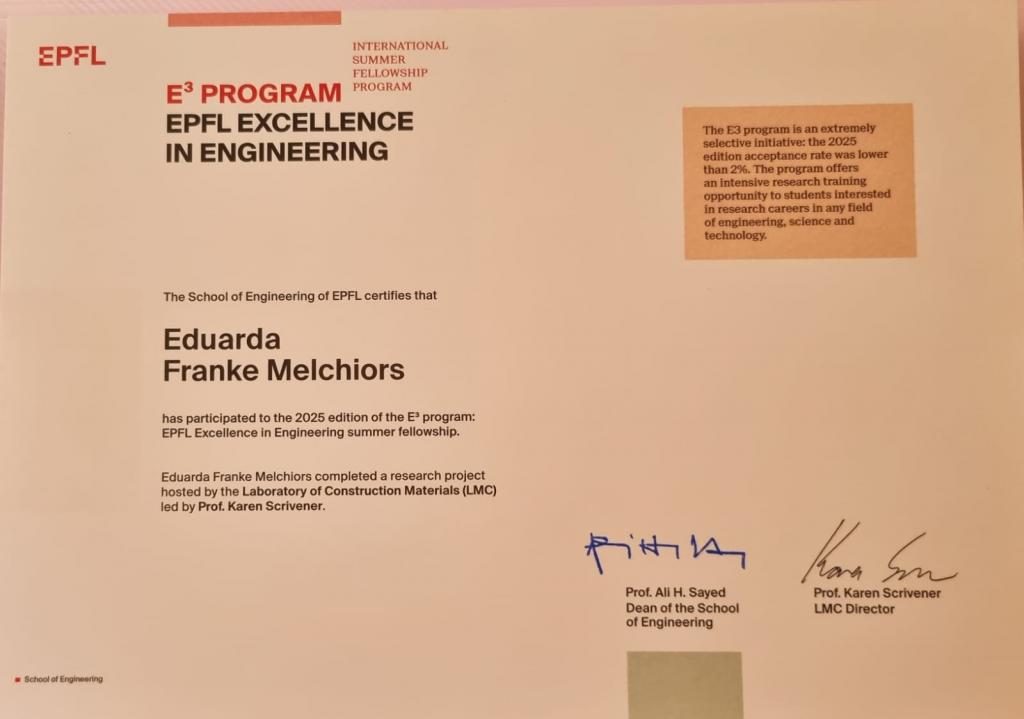 EPFL
INTERNATIONAL
SUMMER
FELLOWSHIP
PROGRAM
E³ PROGRAM
EPFL EXCELLENCE
IN ENGINEERING
The E3 program is an extremely
selective initiative: the 2025
edition acceptance rate was lower
than 2%. The program offers
an intensive research training
opportunity to students interested
in research careers in any field
of engineering, science and
technology.
The School of Engineering of EPFL certifies that
Eduarda
Franke Melchiors
has participated to the 2025 edition of the E³ program:
EPFL Excellence in Engineering summer fellowship.
Eduarda Franke Melchiors completed a research project
hosted by the Laboratory of Construction Materials (LMC)
led by Prof. Karen Scrivener.
Prof. Ali H. Sayed
Dean of the School
of Engineering
Prof. Karen Scrivener
LMC Director
School of Engineering